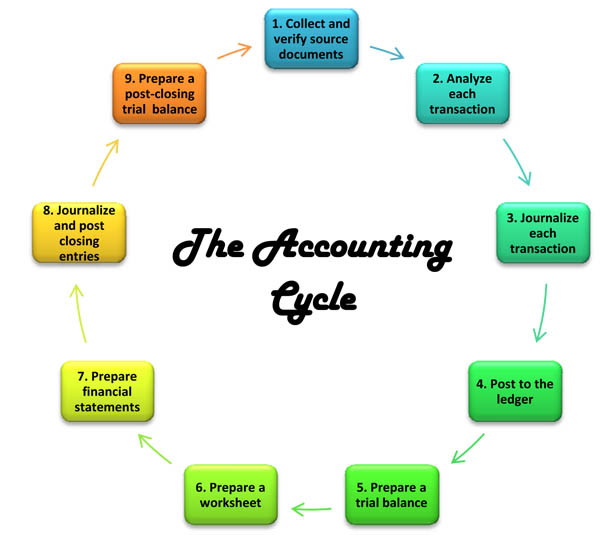 1. Collect and
verify source
documents
2. Analyze
each
transaction
3. Journalize
each
transaction
4. Post to the
ledger
5. Prepare a
trial balance
6. Prepare a
worksheet
7. Prepare
financial
statements
8. Journalize
and post
closing
entries
9. Prepare a
post-closing
trial balance
The Accounting
Cycle